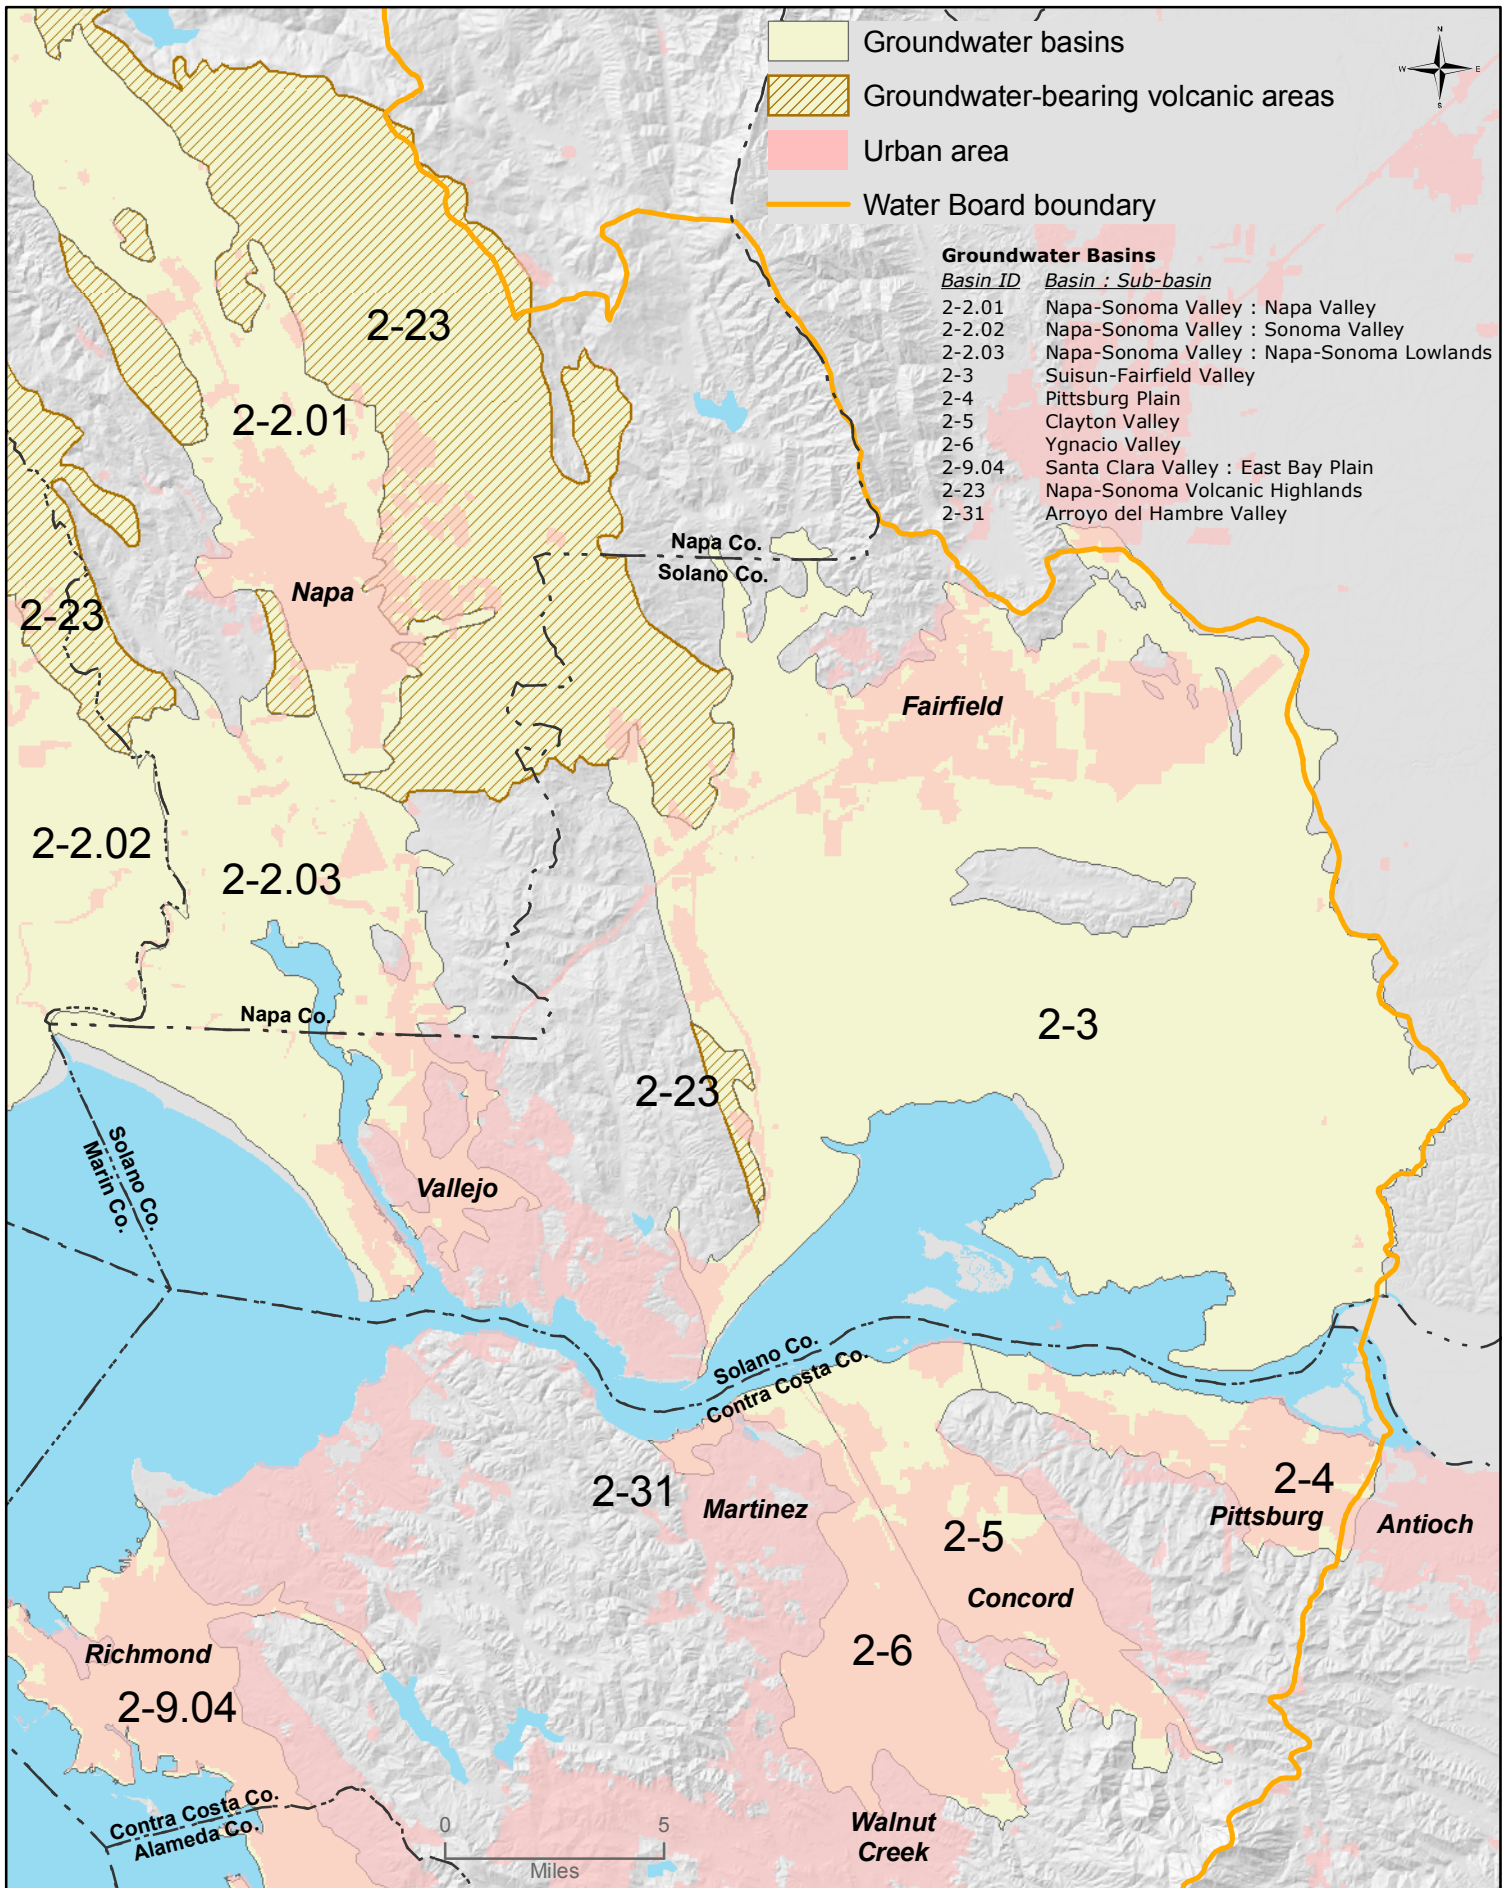 Groundwater basins
Groundwater-bearing volcanic areas
Urban area
Water Board boundary
N
W
E
S
Groundwater Basins
Basin ID Basin : Sub-basin
2-2.01 Napa-Sonoma Valley : Napa Valley
2-2.02 Napa-Sonoma Valley : Sonoma Valley
2-2.03 Napa-Sonoma Valley : Napa-Sonoma Lowlands
2-3 Suisun-Fairfield Valley
2-4 Pittsburg Plain
2-5 Clayton Valley
2-6 Ygnacio Valley
2-9.04 Santa Clara Valley : East Bay Plain
2-23 Napa-Sonoma Volcanic Highlands
2-31 Arroyo del Hambre Valley
2-23
2-2.01
Napa Co.
Solano Co.
Napa
2-23
Fairfield
2-2.02
2-2.03
Napa Co.
2-3
2-23
Solano Co.
Marin Co.
Vallejo
Solano Co.
Contra Costa Co.
2-31
Martinez
2-4
Pittsburg
Antioch
2-5
Concord
Richmond
2-6
2-9.04
Contra Costa Co.
Alameda Co.
0 5
Miles
Walnut
Creek